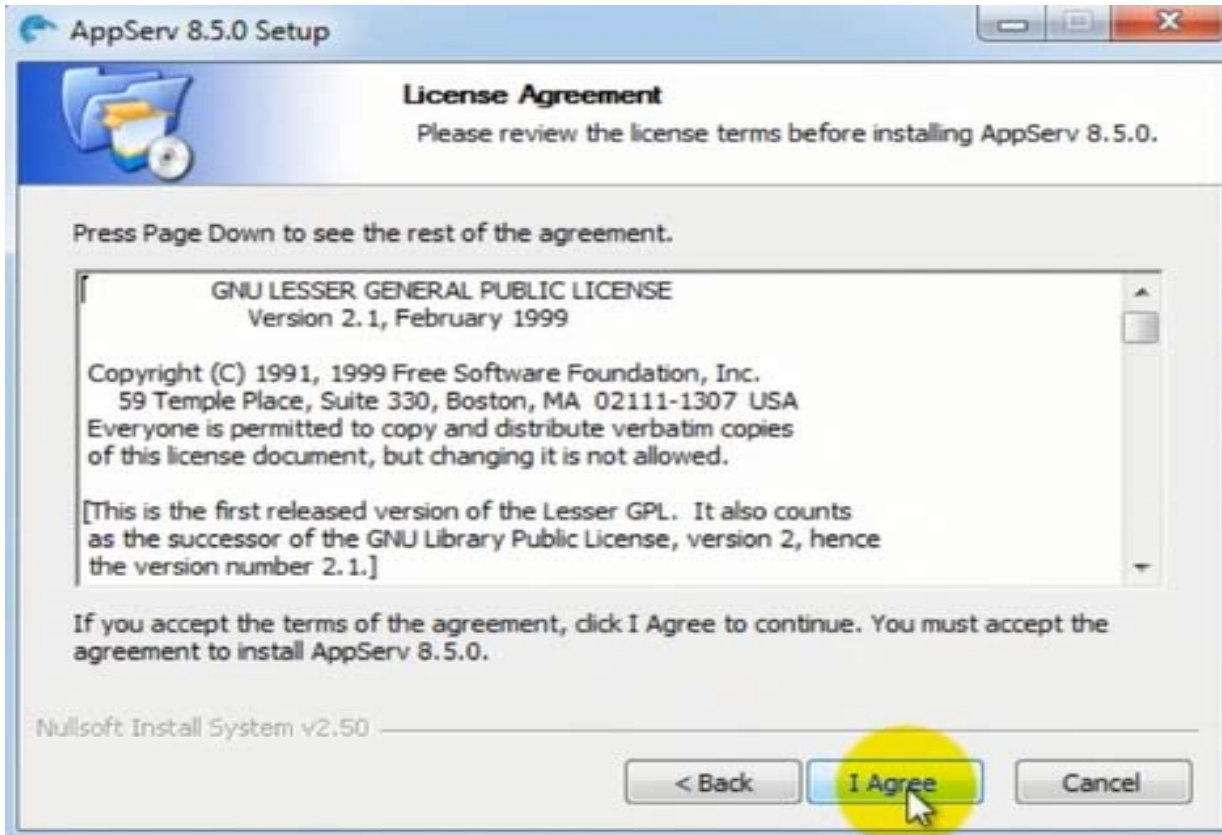 AppServ 8.5.0 Setup
License Agreement
Please review the license terms before installing AppServ 8.5.0.
Press Page Down to see the rest of the agreement.
GNU LESSER GENERAL PUBLIC LICENSE
Version 2.1, February 1999
Copyright (C) 1991, 1999 Free Software Foundation, Inc.
59 Temple Place, Suite 330, Boston, MA 02111-1307 USA
Everyone is permitted to copy and distribute verbatim copies
of this license document, but changing it is not allowed.
[This is the first released version of the Lesser GPL. It also counts
as the successor of the GNU Library Public License, version 2, hence
the version number 2.1.]
If you accept the terms of the agreement, click I Agree to continue. You must accept the
agreement to install AppServ 8.5.0.
Nullsoft Install System v2.50
< Back
I Agree
Cancel